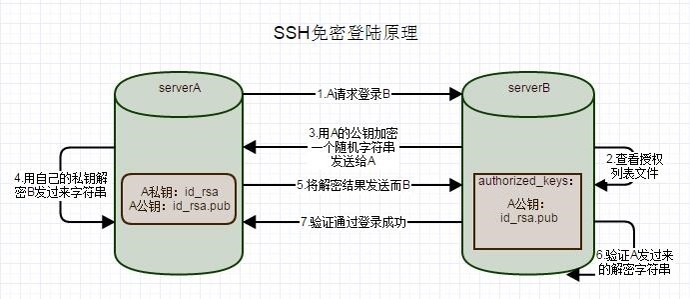 SSH免密登陆原理
serverA
serverB
1.A请求登录B
3.用A的公钥加密
一个随机字符串
发送给A
2.查看授权
列表文件
4.用自己的私钥解
密B发过来字符串
A私钥：id_rsa
A公钥：id_rsa.pub
5.将解密结果发送而B
authorized_keys：
A公钥：
id_rsa.pub
7.验证通过登录成功
6.验证A发过来
的解密字符串